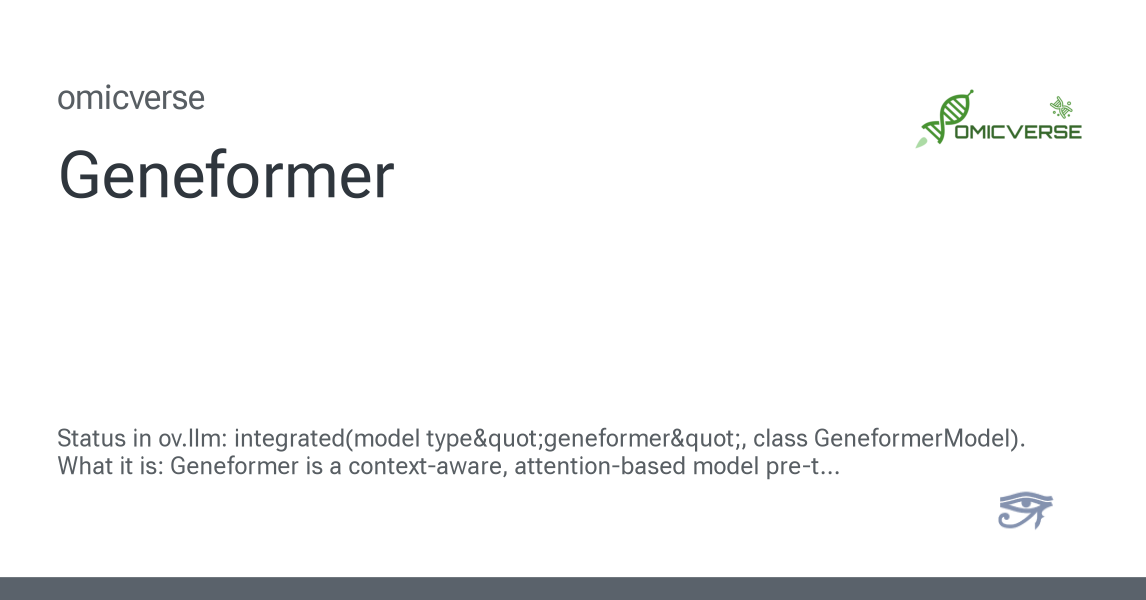 omicverse
OMICVERSE
Geneformer
Status in ov.llm: integrated(model type&quot;geneformer&quot;, class GeneformerModel).
What it is: Geneformer is a context-aware, attention-based model pre-t...